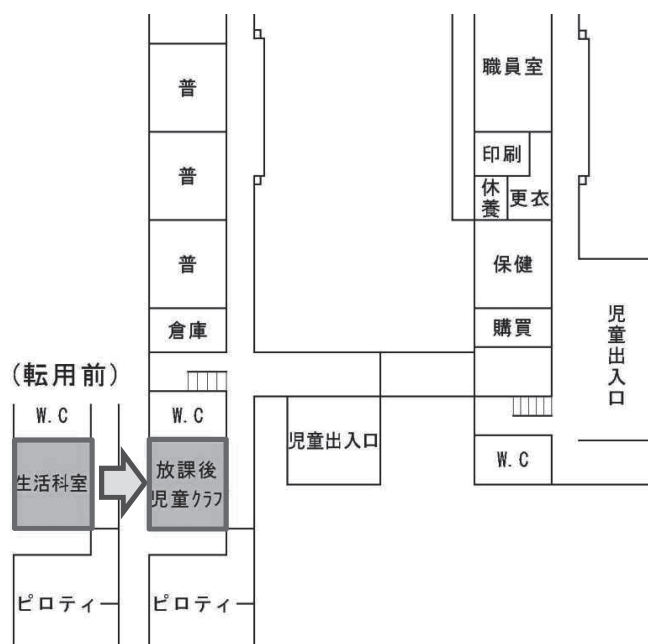 職員室
普
印刷
普
休養
更衣
普
保健
倉庫
購買
児童出入口
(転用前)
W.C
W.C
児童出入口
W.C
生活科室
放課後
児童クラブ
ピロティー
ピロティー